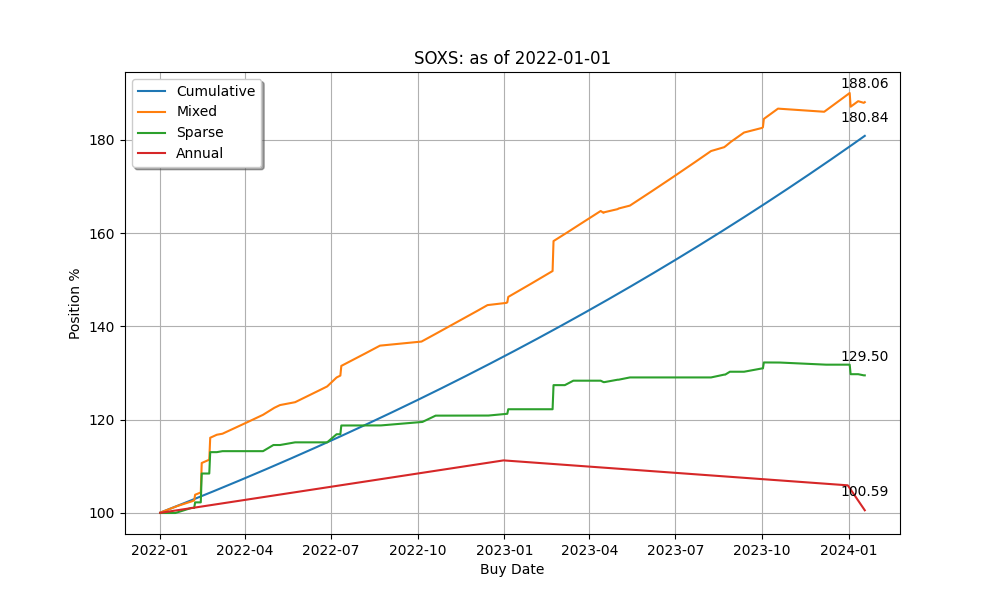 SOXS: as of 2022-01-01
Cumulative
Mixed
Sparse
Annual
188.06
180.84
129.50
100.59
Position %
180
160
140
120
100
2022-01 2022-04 2022-07 2022-10 2023-01 2023-04 2023-07 2023-10 2024-01
Buy Date